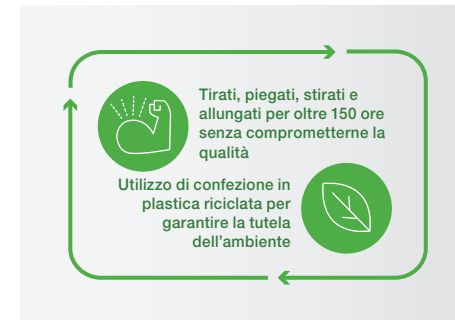 Tirati, piegati, stirati e
allungati per oltre 150 ore
senza comprometterne la
qualità
Utilizzo di confezione in
plastica riciclata per
garantire la tutela
dell'ambiente